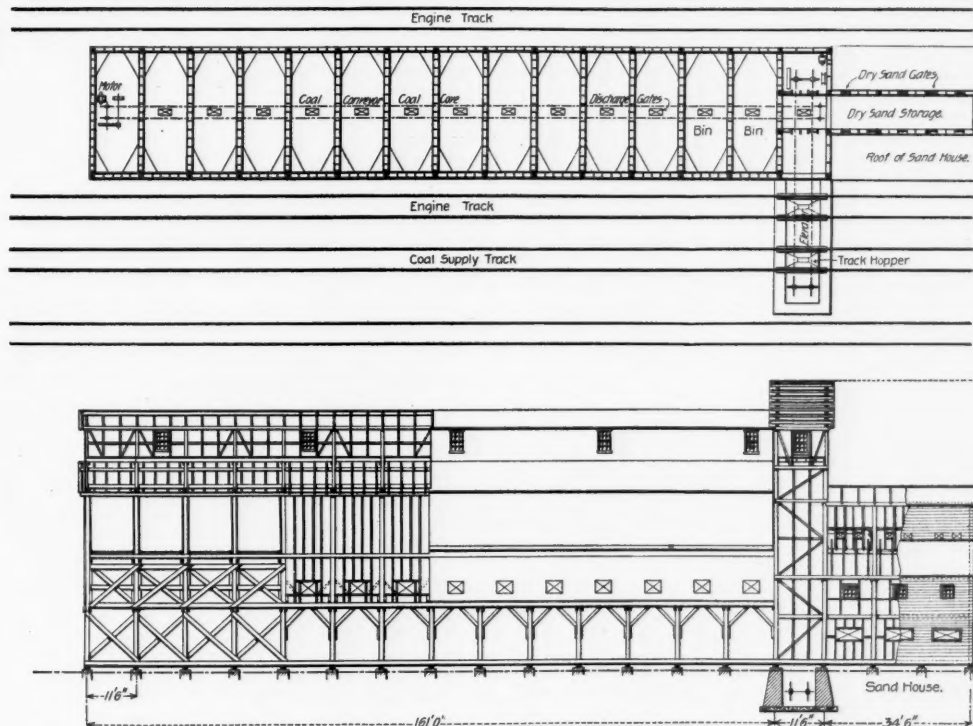 Engine Track
Motor
Coal Conveyor Coal Core Discharge Gates
Bin Bin
Dry Sand Gates
Dry Sand Storage.
Roof of Sand House.
Engine Track
Elevator
Coal Supply Track
Track Hopper
Sand House.
11'6"
161'0"
11'6"
34'6"